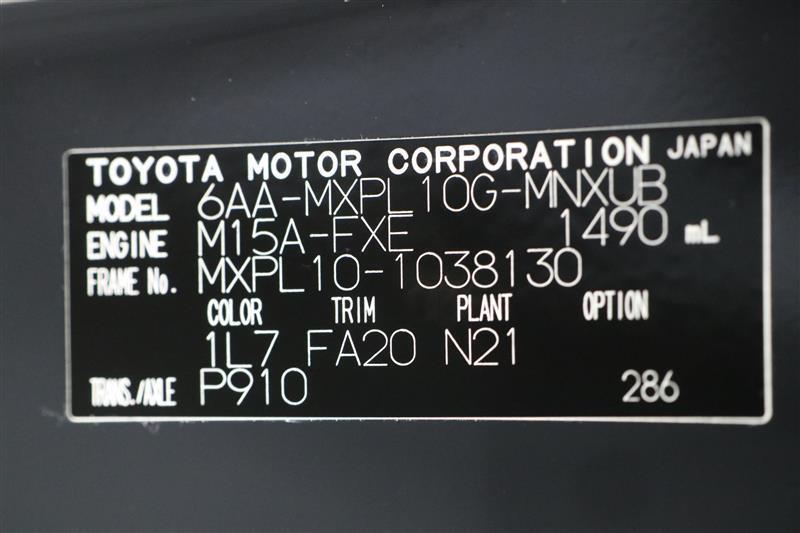 TOYOTA MOTOR CORPORATION JAPAN
MODEL 6AA-MXPL10G-MNXUB
ENGINE M15A-FXE 1490 mL
FRAME No. MXPL10-1038130
COLOR TRIM PLANT OPTION
1L7 FA20 N21
TRANS./AXLE P910 286